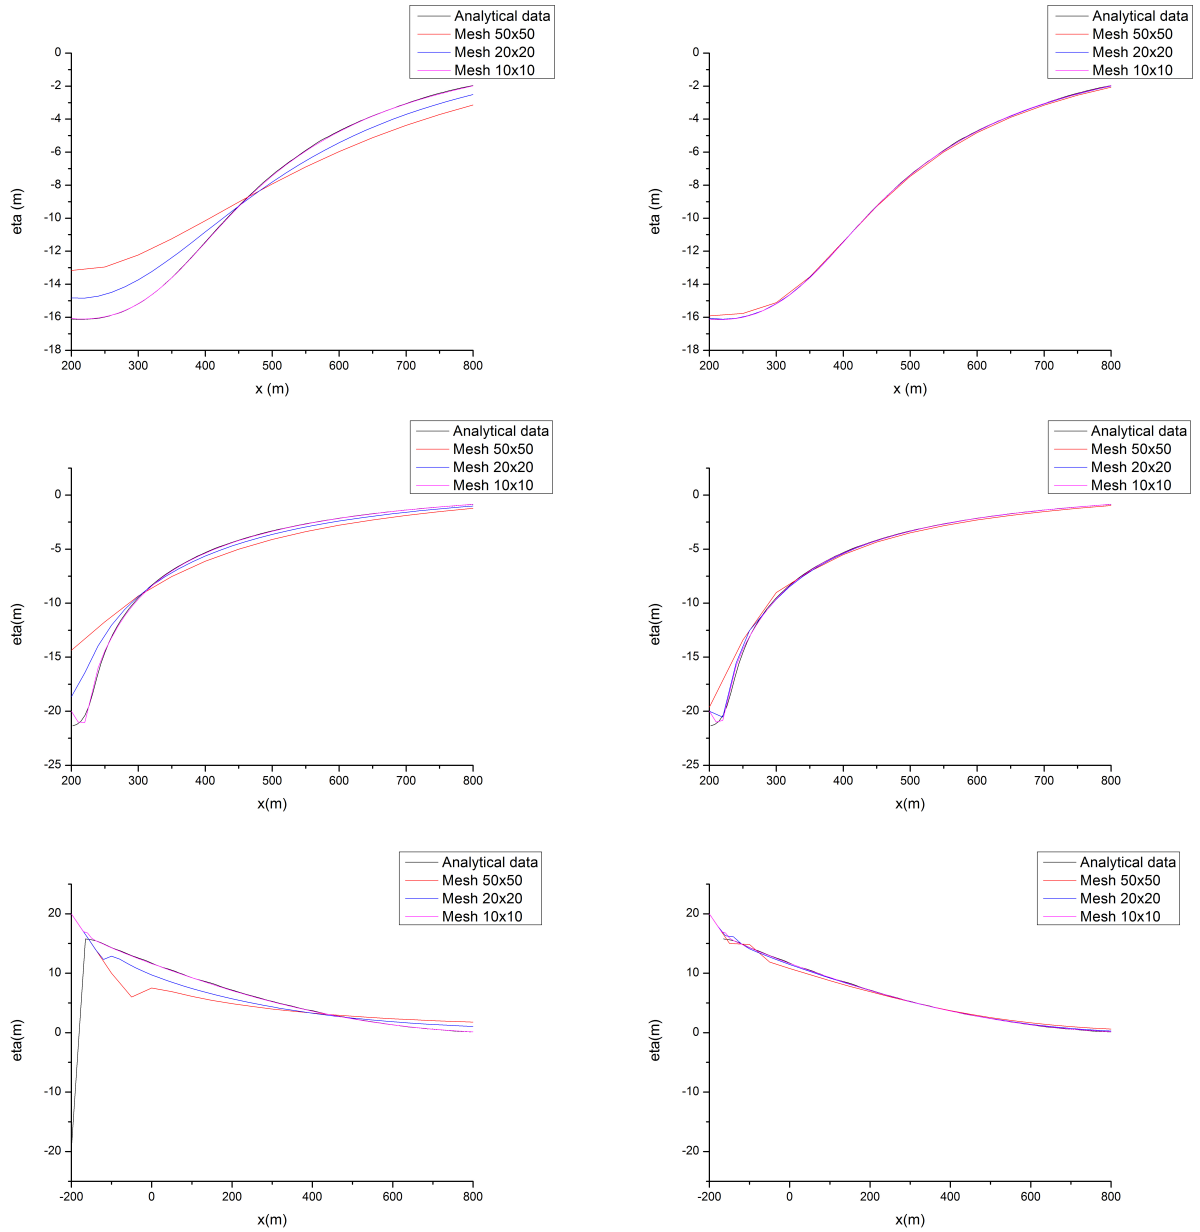 Analytical data
Mesh 50x50
Mesh 20x20
Mesh 10x10
0
-2
-4
-6
-8
-10
-12
-14
-16
-18
eta (m)
200 300 400 500 600 700 800
x (m)
Analytical data
Mesh 50x50
Mesh 20x20
Mesh 10x10
0
-2
-4
-6
-8
-10
-12
-14
-16
-18
eta (m)
200 300 400 500 600 700 800
x (m)
Analytical data
Mesh 50x50
Mesh 20x20
Mesh 10x10
0
-5
-10
-15
-20
-25
eta(m)
200 300 400 500 600 700 800
x(m)
Analytical data
Mesh 50x50
Mesh 20x20
Mesh 10x10
0
-5
-10
-15
-20
-25
eta(m)
200 300 400 500 600 700 800
x(m)
Analytical data
Mesh 50x50
Mesh 20x20
Mesh 10x10
20
10
0
-10
-20
eta(m)
-200 0 200 400 600 800
x(m)
Analytical data
Mesh 50x50
Mesh 20x20
Mesh 10x10
20
10
0
-10
-20
eta(m)
-200 0 200 400 600 800
x(m)